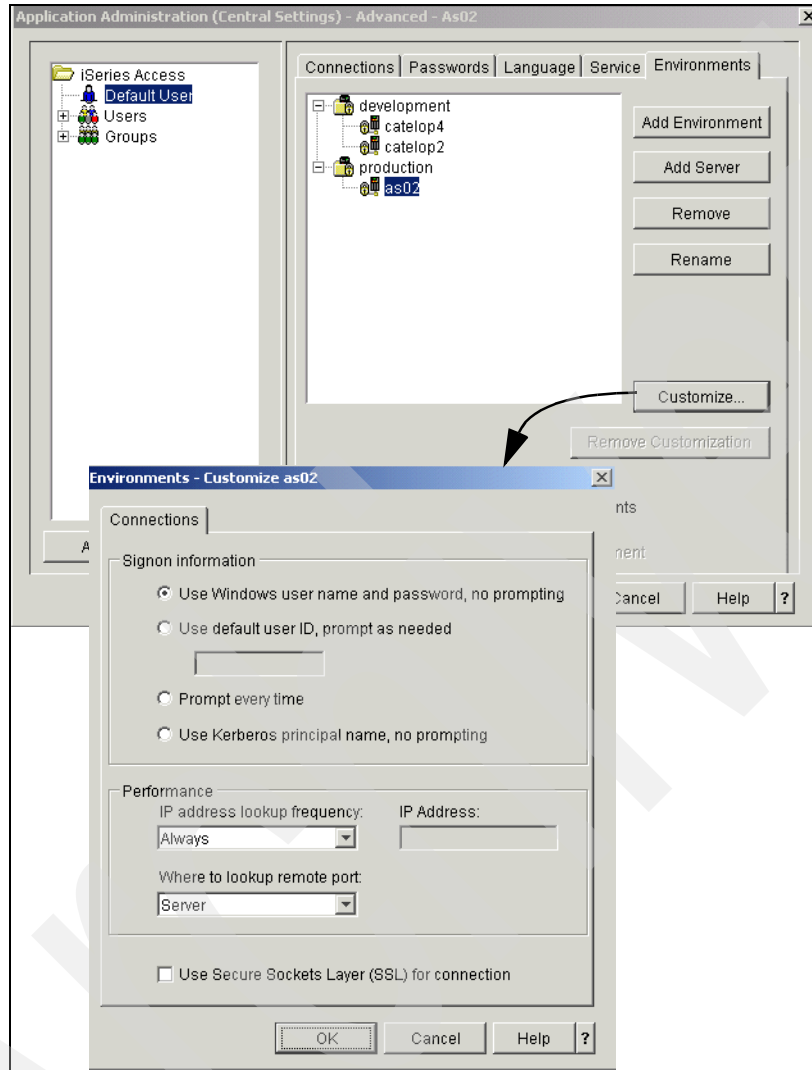 Application Administration (Central Settings) - Advanced - As02
iSeries Access
Default User
Users
Groups
Connections
Passwords
Language
Service
Environments
development
catelop4
catelop2
production
as02
Add Environment
Add Server
Remove
Rename
Customize...
Remove Customization
Cancel
Help
?
Environments - Customize as02
Connections
Signon information
Use Windows user name and password, no prompting
Use default user ID, prompt as needed
Prompt every time
Use Kerberos principal name, no prompting
Performance
IP address lookup frequency:
IP Address:
Always
Where to lookup remote port:
Server
Use Secure Sockets Layer (SSL) for connection
OK
Cancel
Help
?